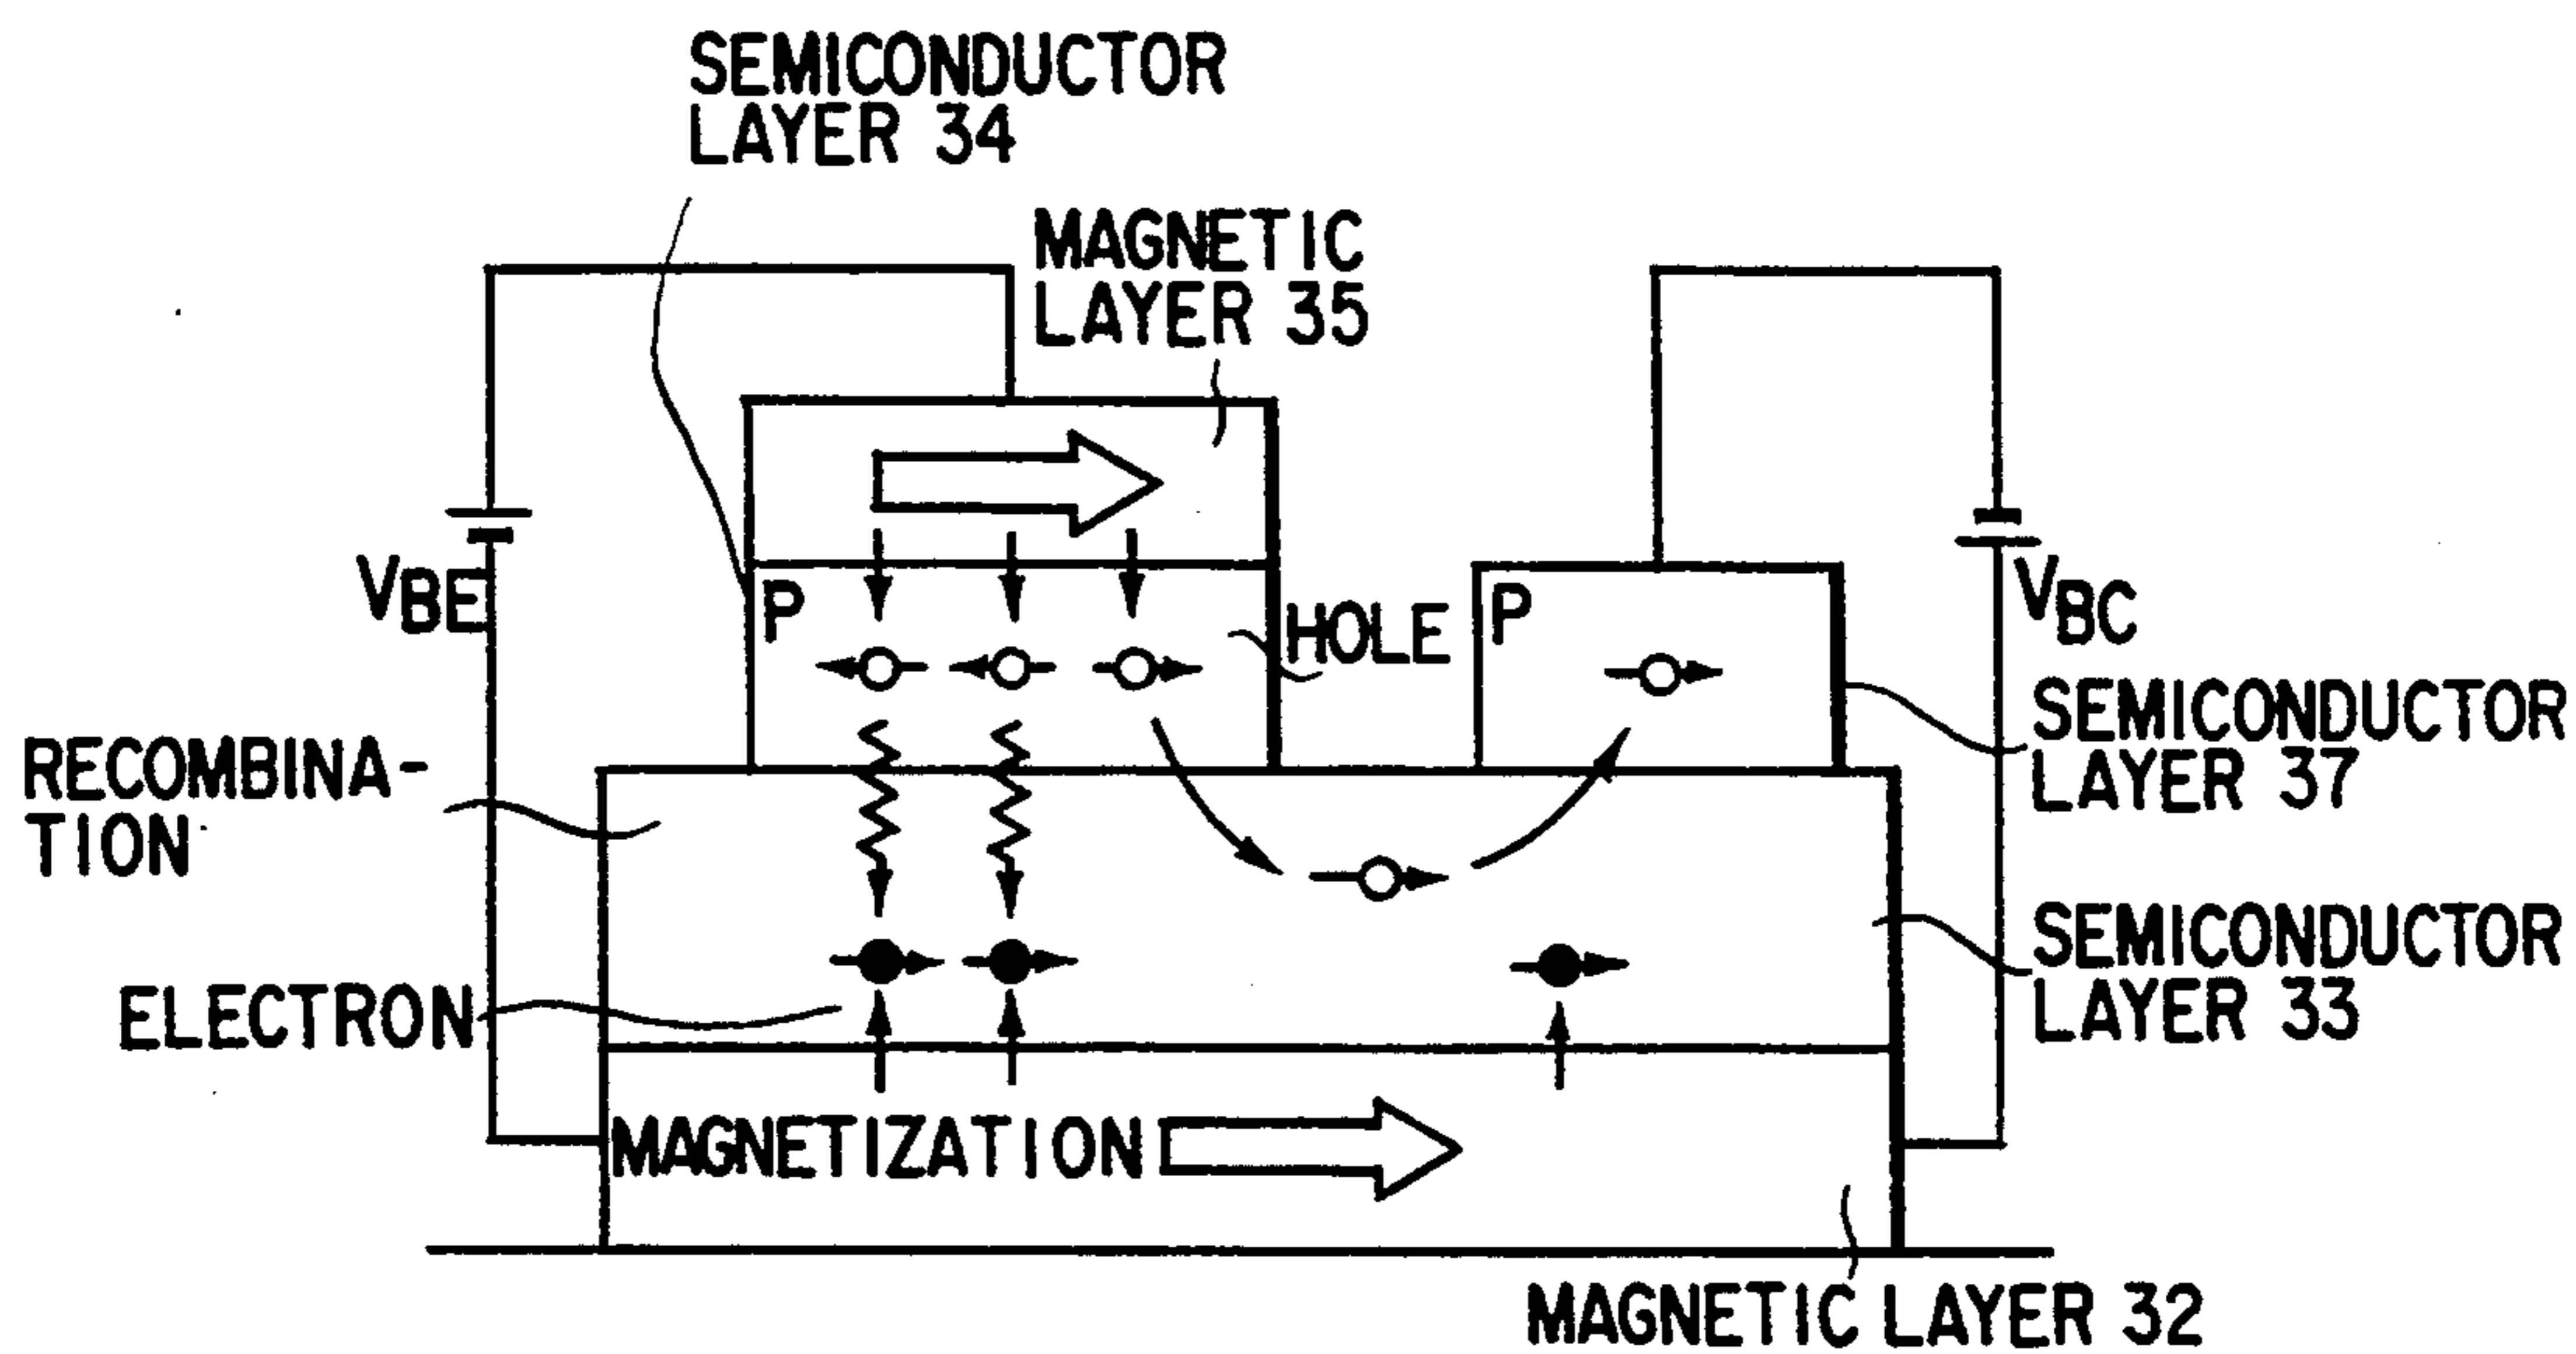 SEMICONDUCTOR
LAYER 34
MAGNETIC
LAYER 35
VBE
P
HOLE
P
VBC
RECOMBINA-
TION
SEMICONDUCTOR
LAYER 37
ELECTRON
SEMICONDUCTOR
LAYER 33
MAGNETIZATION
MAGNETIC LAYER 32